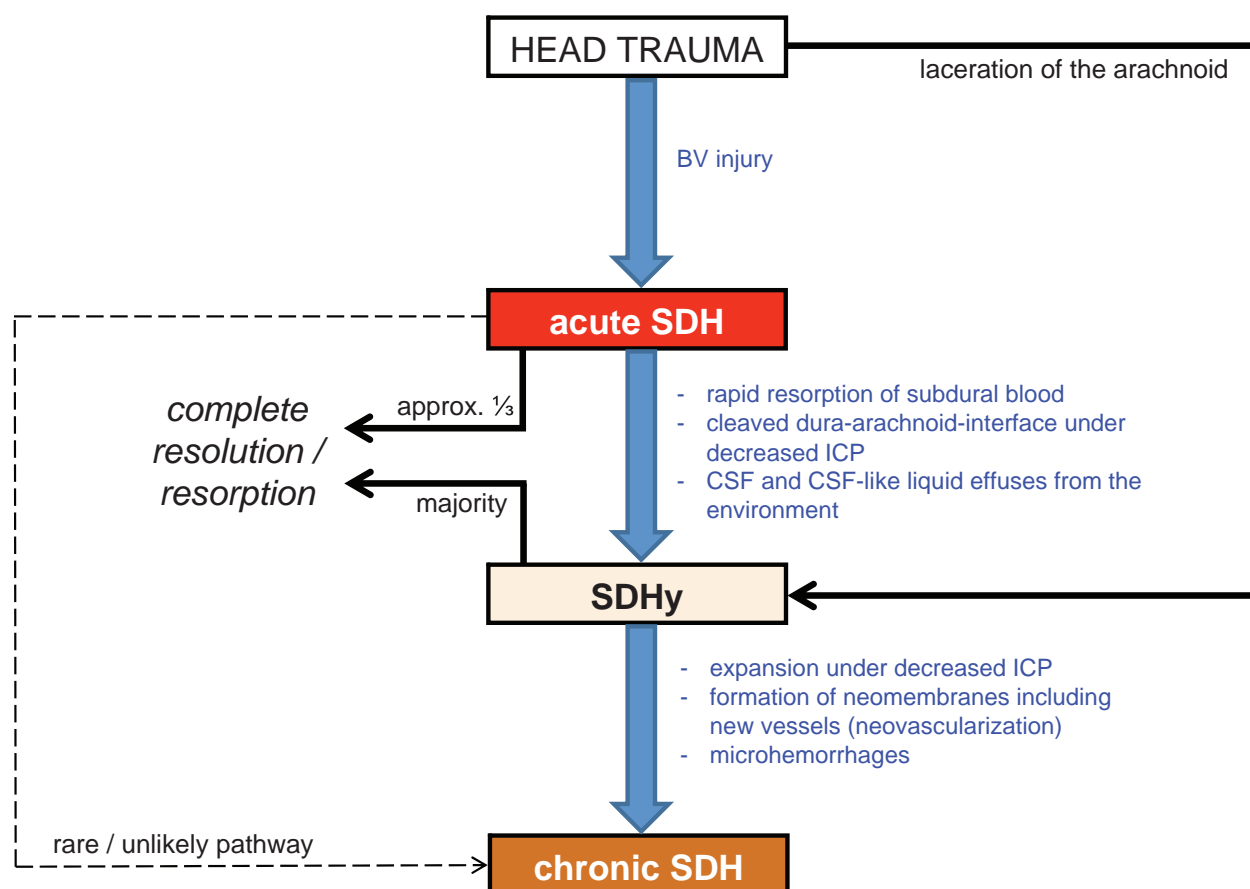 HEAD TRAUMA
laceration of the arachnoid
BV injury
acute SDH
complete
resolution /
resorption
approx. ⅓
majority
- rapid resorption of subdural blood
- cleaved dura-arachnoid-interface under
decreased ICP
- CSF and CSF-like liquid effuses from the
environment
SDHy
- expansion under decreased ICP
- formation of neomembranes including
new vessels (neovascularization)
- microhemorrhages
rare / unlikely pathway
chronic SDH